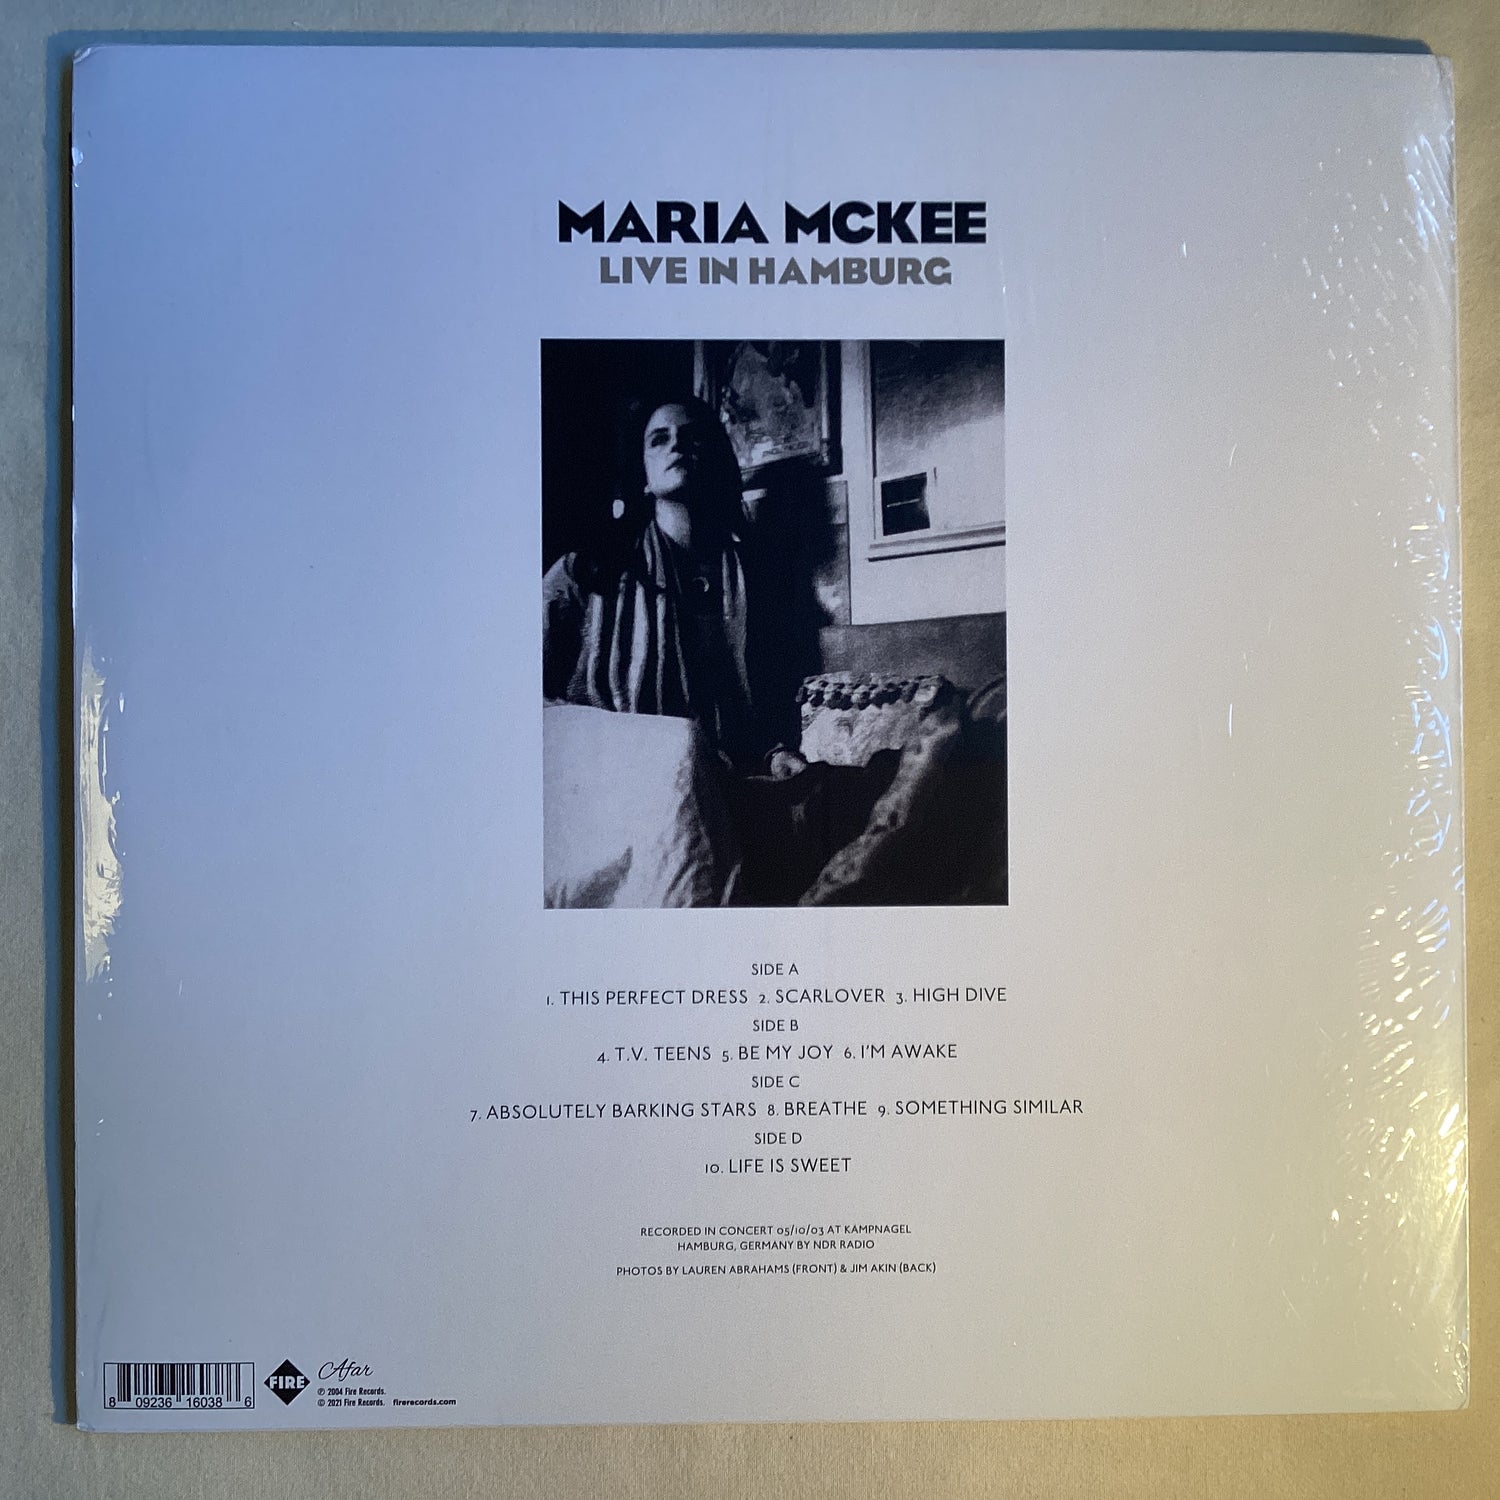 MARIA MCKEE
LIVE IN HAMBURG
SIDE A
1. THIS PERFECT DRESS 2. SCARLOVER 3. HIGH DIVE
SIDE B
4. T.V. TEENS 5. BE MY JOY 6. I'M AWAKE
SIDE C
7. ABSOLUTELY BARKING STARS 8. BREATHE 9. SOMETHING SIMILAR
SIDE D
10. LIFE IS SWEET
RECORDED IN CONCERT 05/10/03 AT KAMPNAGEL
HAMBURG, GERMANY BY NDR RADIO
PHOTOS BY LAUREN ABRAHAMS (FRONT) & JIM AKIN (BACK)
8 09236 16038 6
FIRE
Afar
℗ 2004 Fire Records.
© 2021 Fire Records. firerecords.com